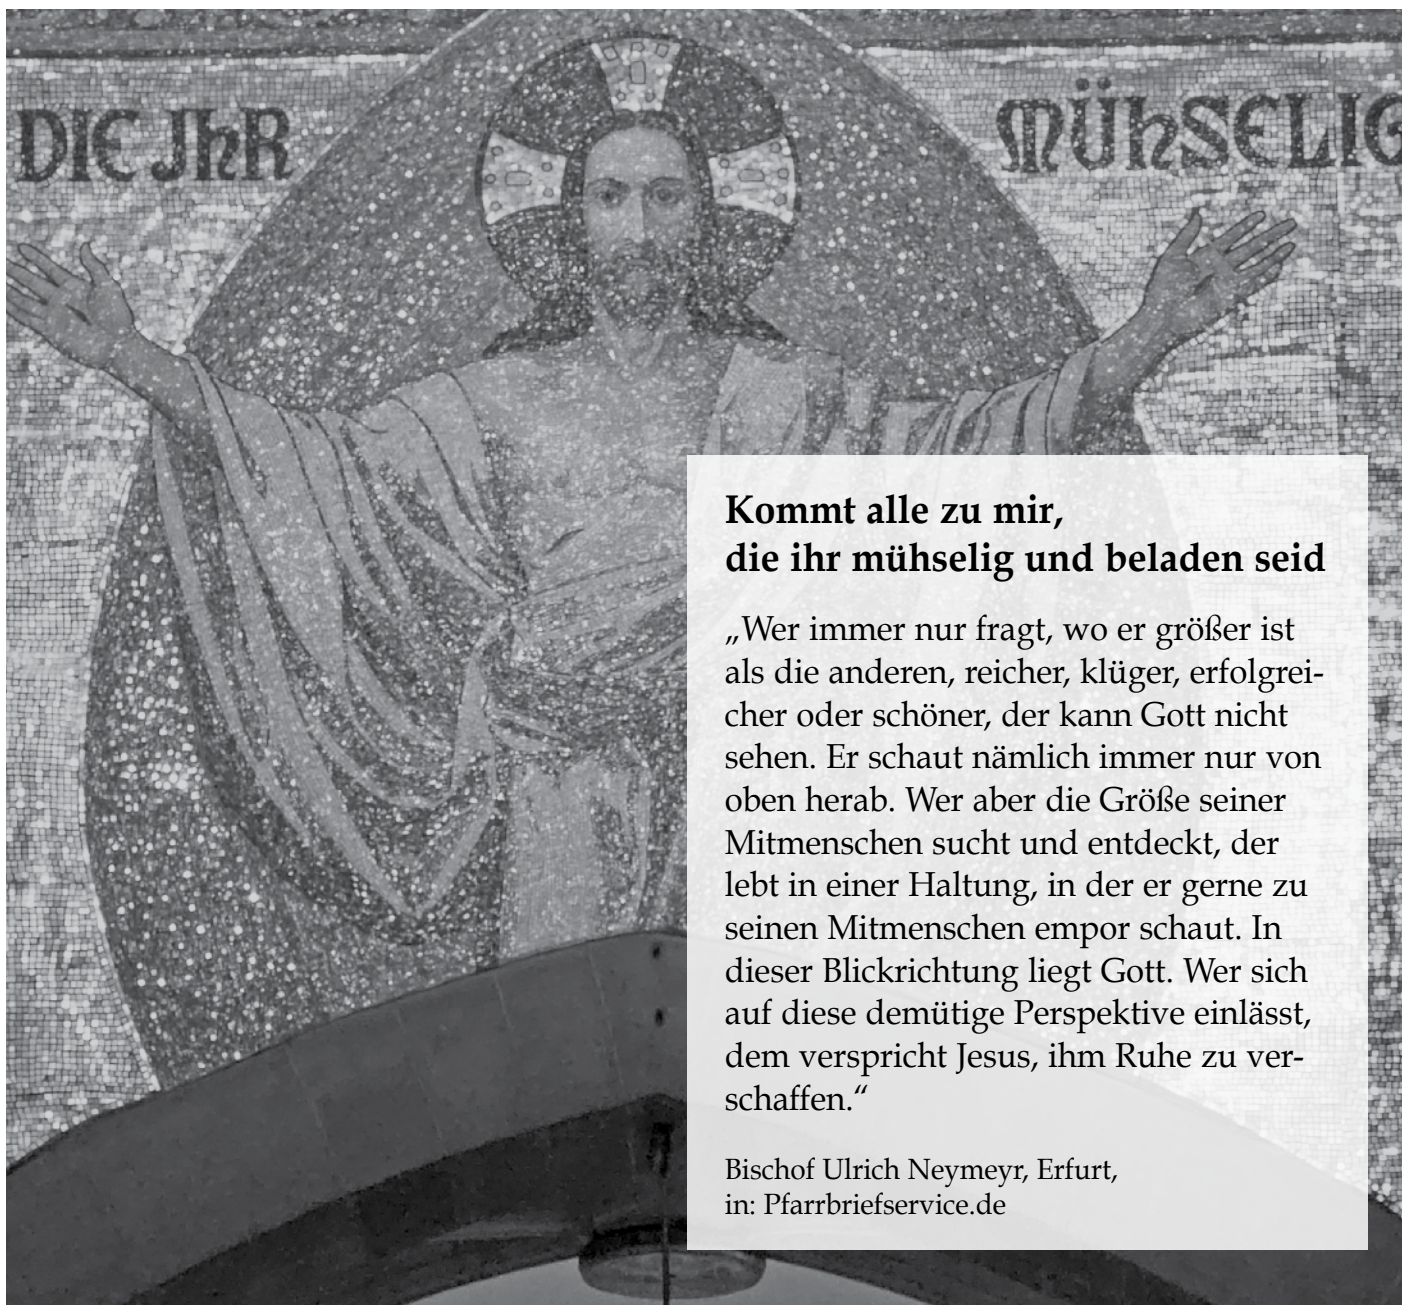 DIE JhR
MÜhSELIG
Kommt alle zu mir,
die ihr mühselig und beladen seid
„Wer immer nur fragt, wo er größer ist
als die anderen, reicher, klüger, erfolgrei-
cher oder schöner, der kann Gott nicht
sehen. Er schaut nämlich immer nur von
oben herab. Wer aber die Größe seiner
Mitmenschen sucht und entdeckt, der
lebt in einer Haltung, in der er gerne zu
seinen Mitmenschen empor schaut. In
dieser Blickrichtung liegt Gott. Wer sich
auf diese demütige Perspektive einlässt,
dem verspricht Jesus, ihm Ruhe zu ver-
schaffen.“
Bischof Ulrich Neymeyr, Erfurt,
in: Pfarrbriefservice.de